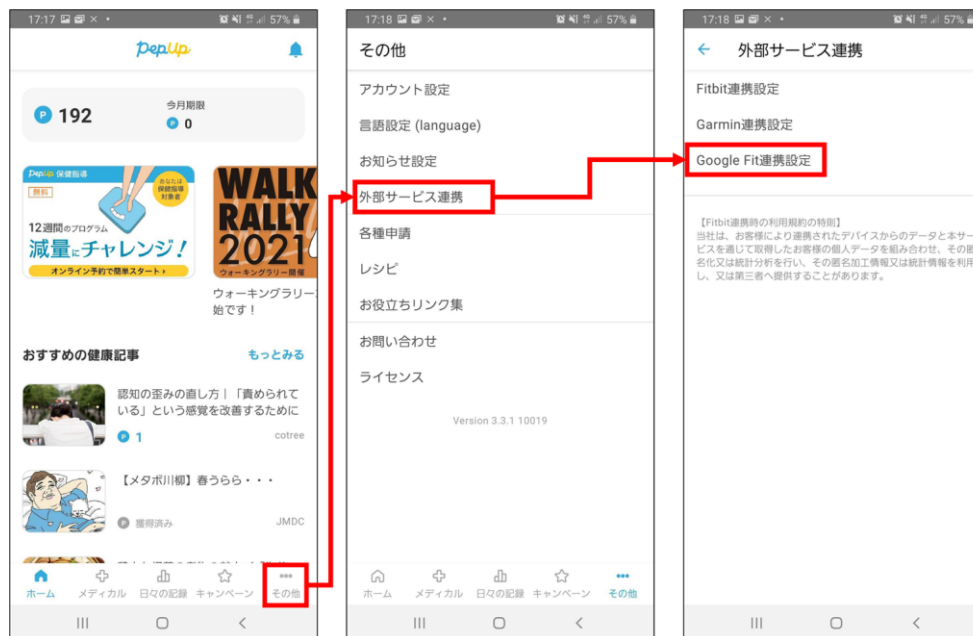 17:17 57%
PepUp
P 192
今月期限
P 0
PepUp 保健指導
無料
あなたは
保健指導
対象者
12週間のプログラム
減量にチャレンジ!
オンライン予約で簡単スタート
WALK
RALLY
2021
ウォーキングラリー開催
ウォーキングラリー
始です!
おすすめの健康記事
もっとみる
認知の歪みの直し方|「責められて
いる」という感覚を改善するために
P 1
cotree
【メタボ川柳】春うらら・・・
P 獲得済み
JMDC
ホーム
メディカル
日々の記録
キャンペーン
その他
17:18 57%
その他
アカウント設定
言語設定 (language)
お知らせ設定
外部サービス連携
各種申請
レシピ
お役立ちリンク集
お問い合わせ
ライセンス
Version 3.3.1 10019
ホーム
メディカル
日々の記録
キャンペーン
その他
17:18 57%
外部サービス連携
Fitbit連携設定
Garmin連携設定
Google Fit連携設定
【Fitbit連携時の利用規約の特則】
当社は、お客様により連携されたデバイスからのデータと本サー
ビスを通じて取得したお客様の個人データを組み合わせ、その匿
名化又は統計分析を行い、その匿名加工情報又は統計情報を利用
し、又は第三者へ提供することがあります。